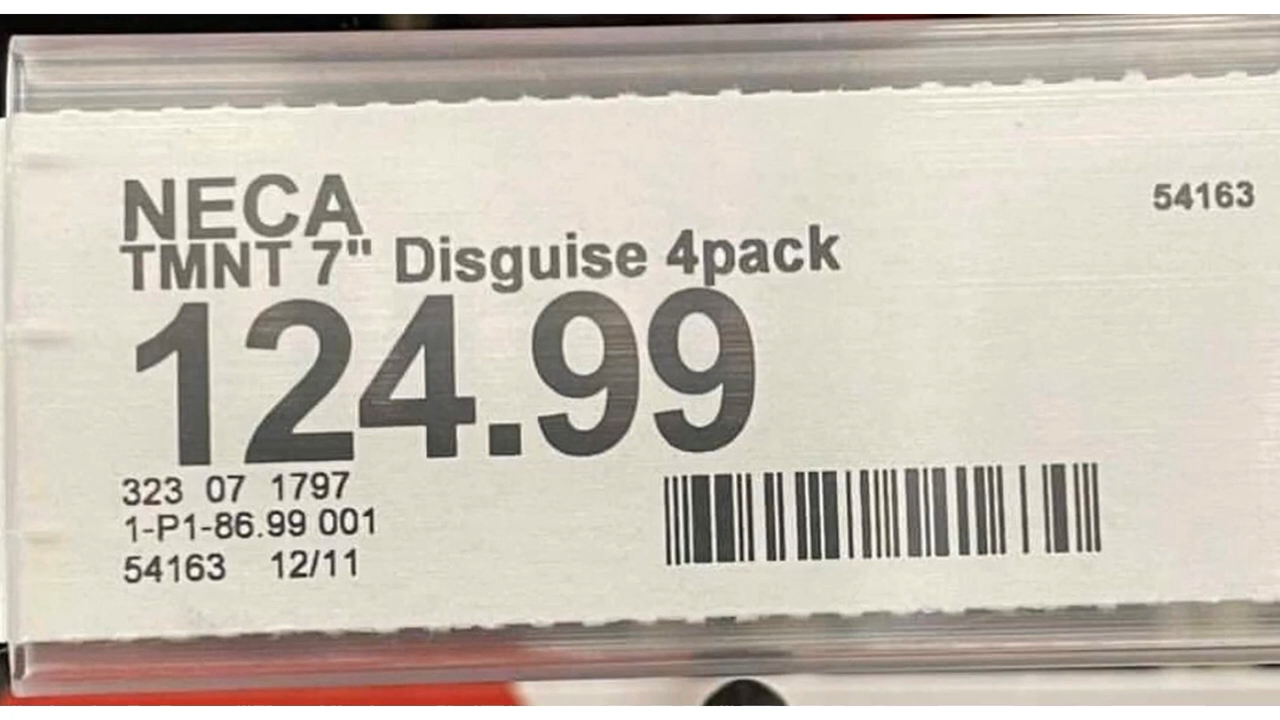 NECA
54163
TMNT 7" Disguise 4pack
124.99
323 07 1797
1-P1-86.99 001
54163 12/11